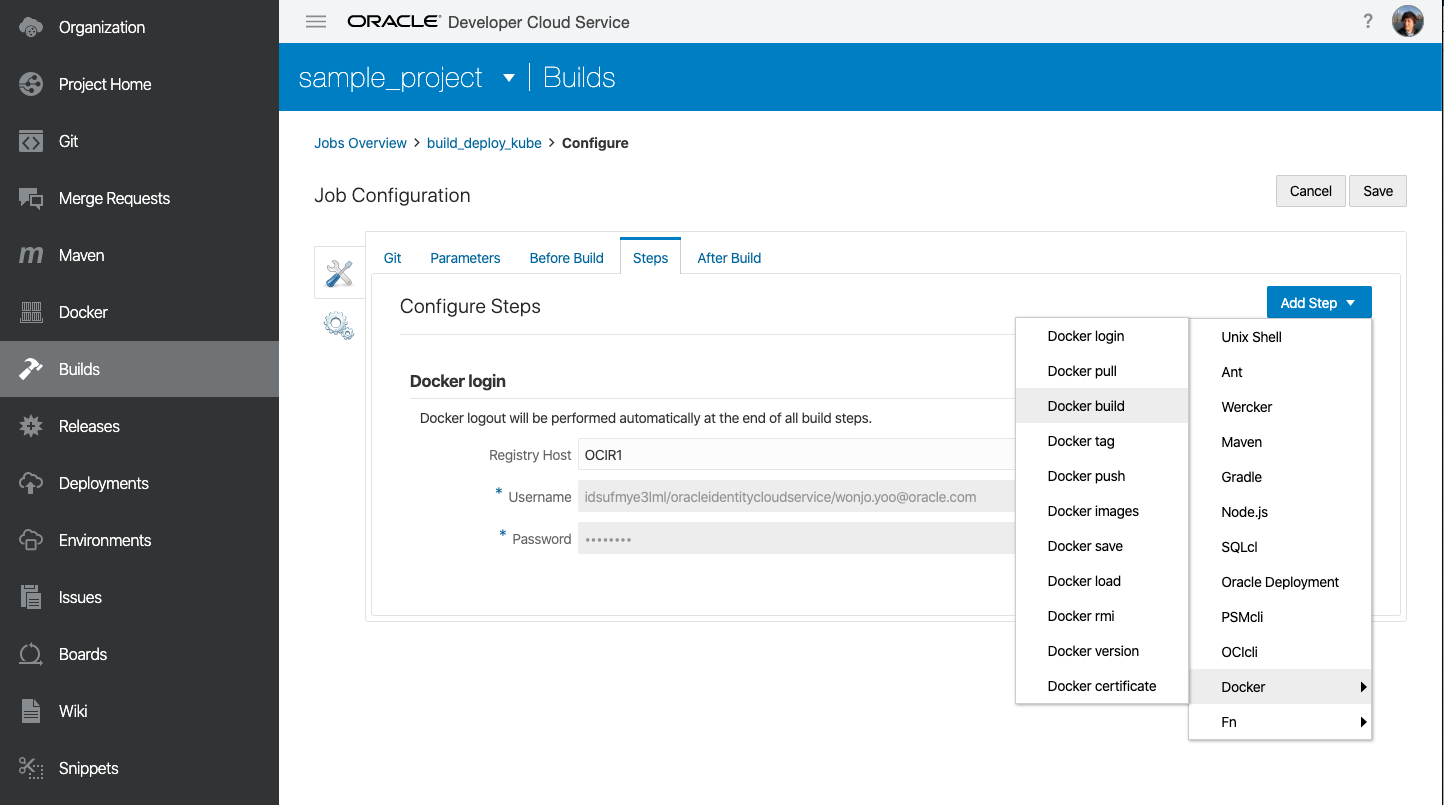 Organization
Project Home
Git
Merge Requests
Maven
Docker
Builds
Releases
Deployments
Environments
Issues
Boards
Wiki
Snippets
ORACLE® Developer Cloud Service
?
sample_project Builds
Jobs Overview > build_deploy_kube > Configure
Job Configuration
Cancel Save
Git Parameters Before Build Steps After Build
Configure Steps
Add Step
Docker login
Docker logout will be performed automatically at the end of all build steps.
Registry Host OCIR1
* Username idsufmye3lml/oracleidentitycloudservice/wonjo.yoo@oracle.com
* Password ••••••••
Docker login
Docker pull
Docker build
Docker tag
Docker push
Docker images
Docker save
Docker load
Docker rmi
Docker version
Docker certificate
Unix Shell
Ant
Wercker
Maven
Gradle
Node.js
SQLcl
Oracle Deployment
PSMcli
OCIcli
Docker
Fn